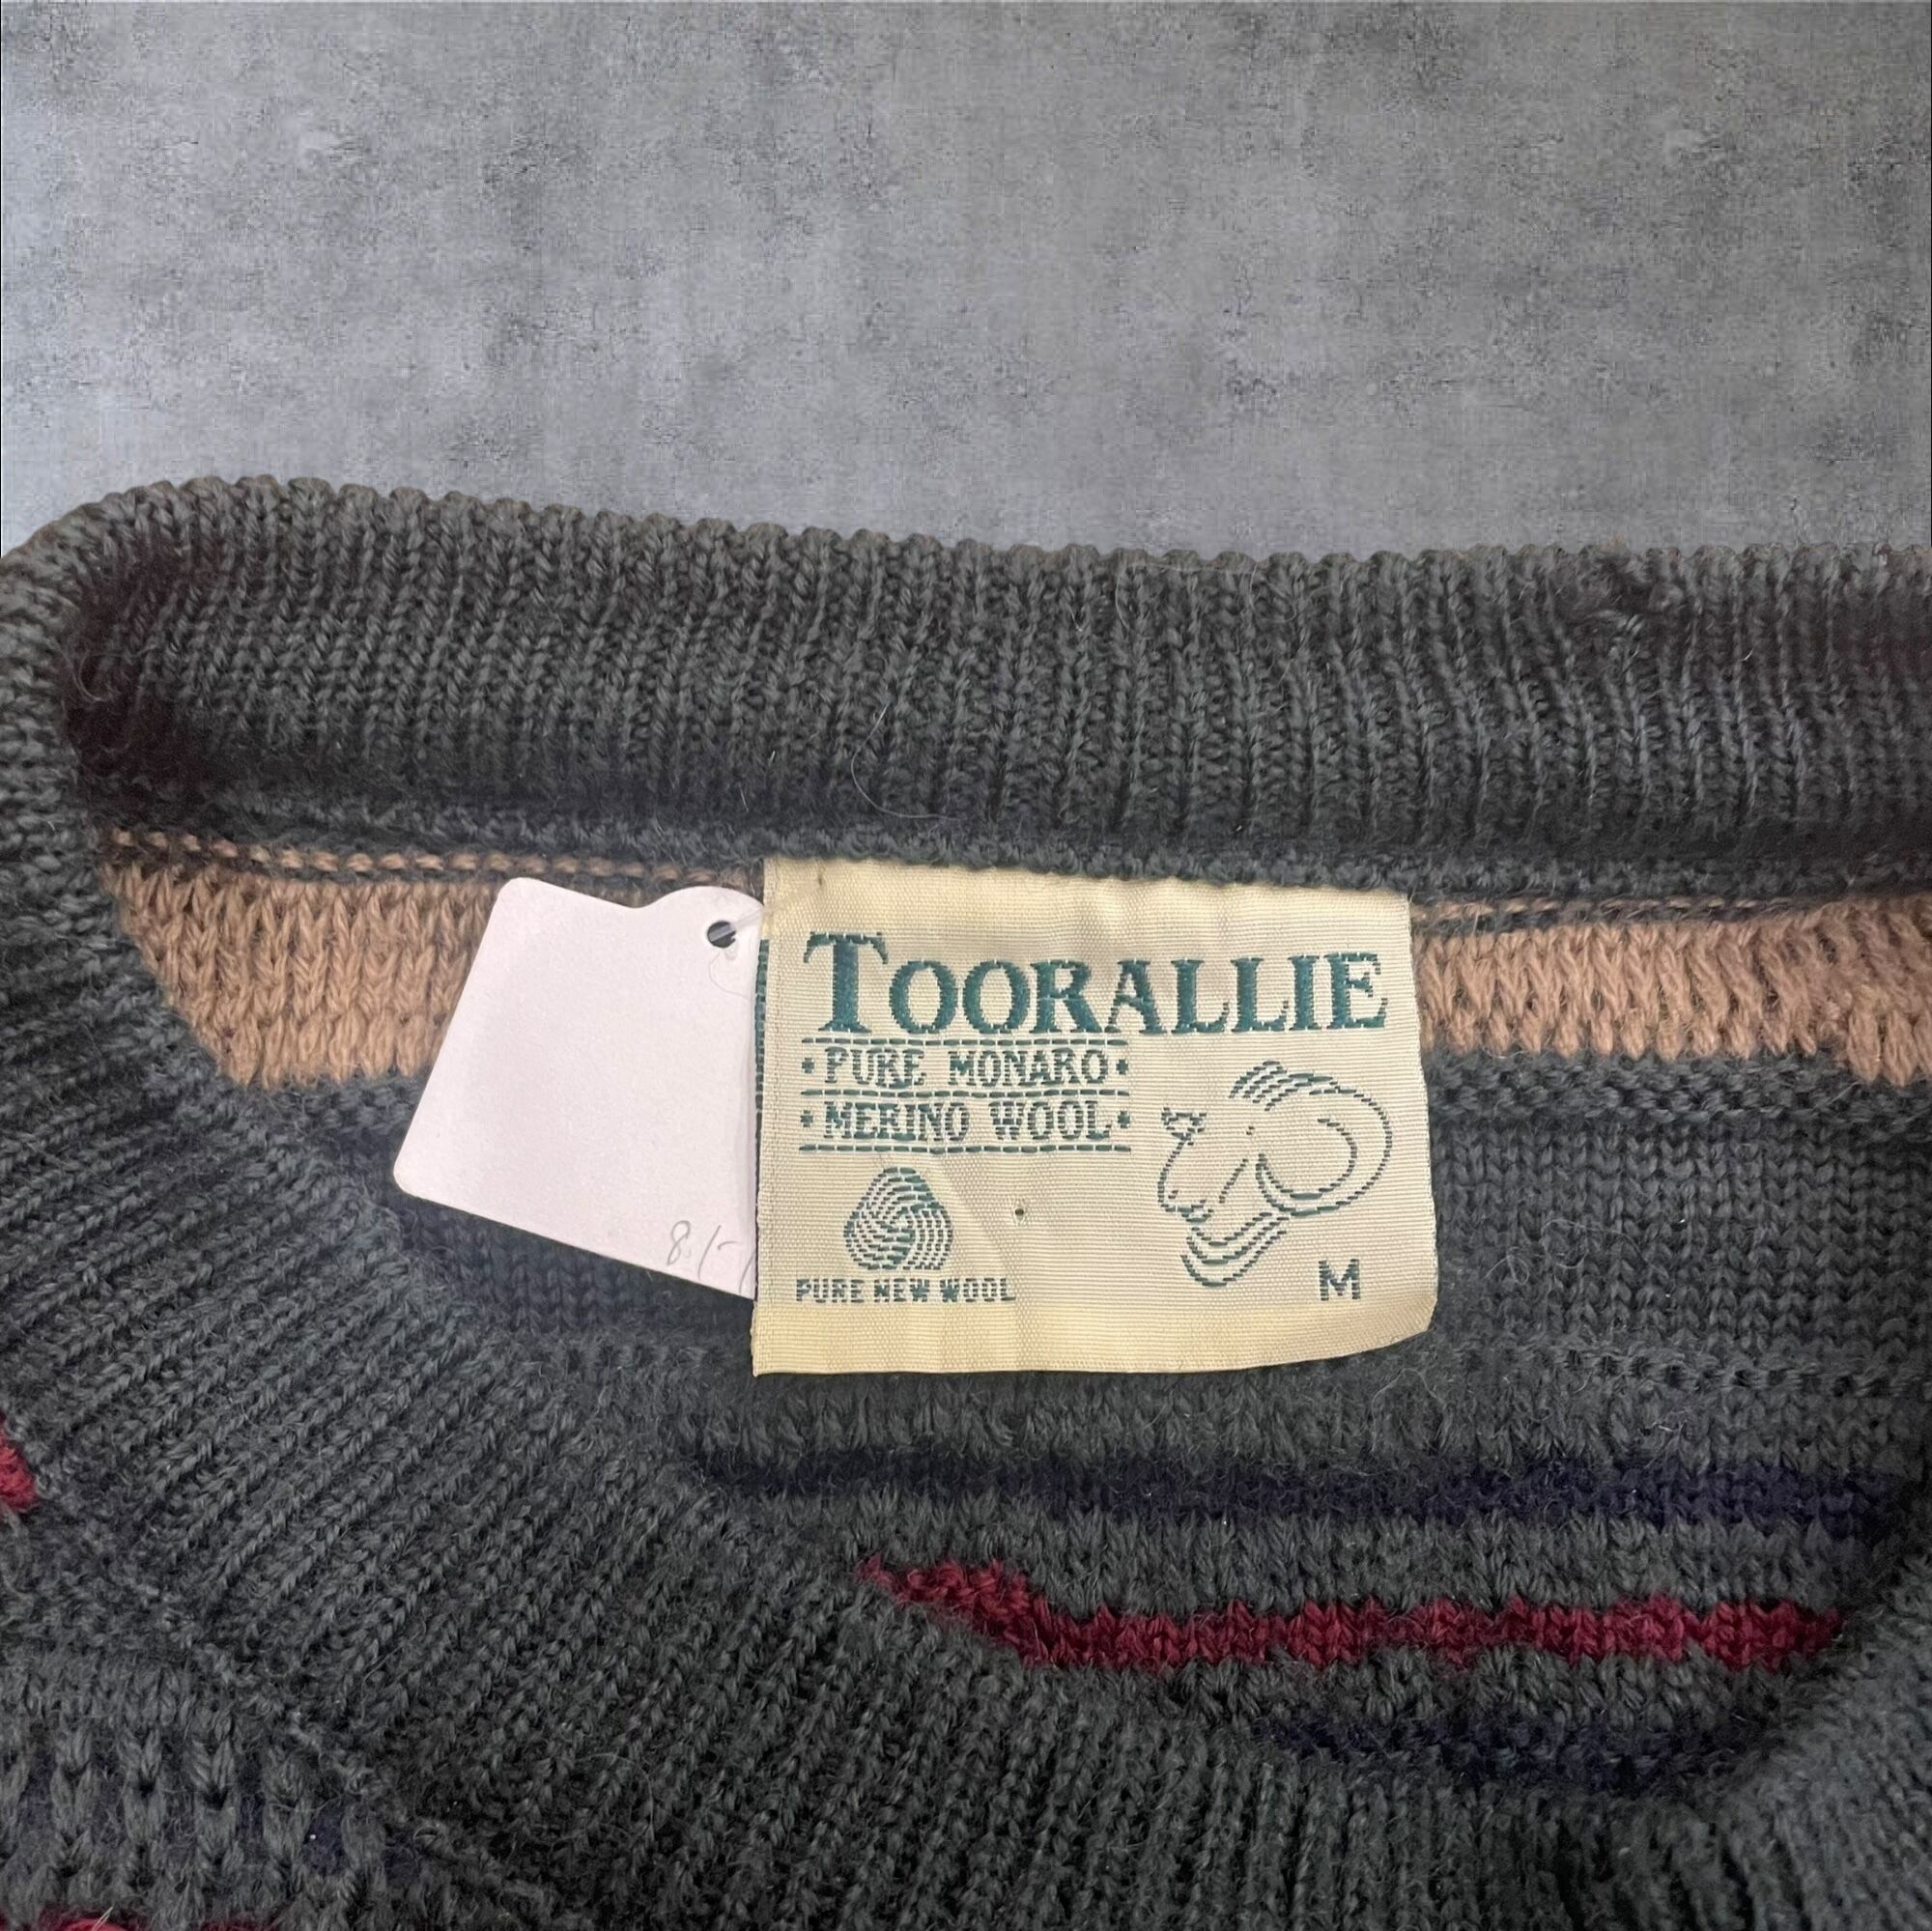 TOORALLIE
• PURE MONARO •
• MERINO WOOL •
PURE NEW WOOL
M